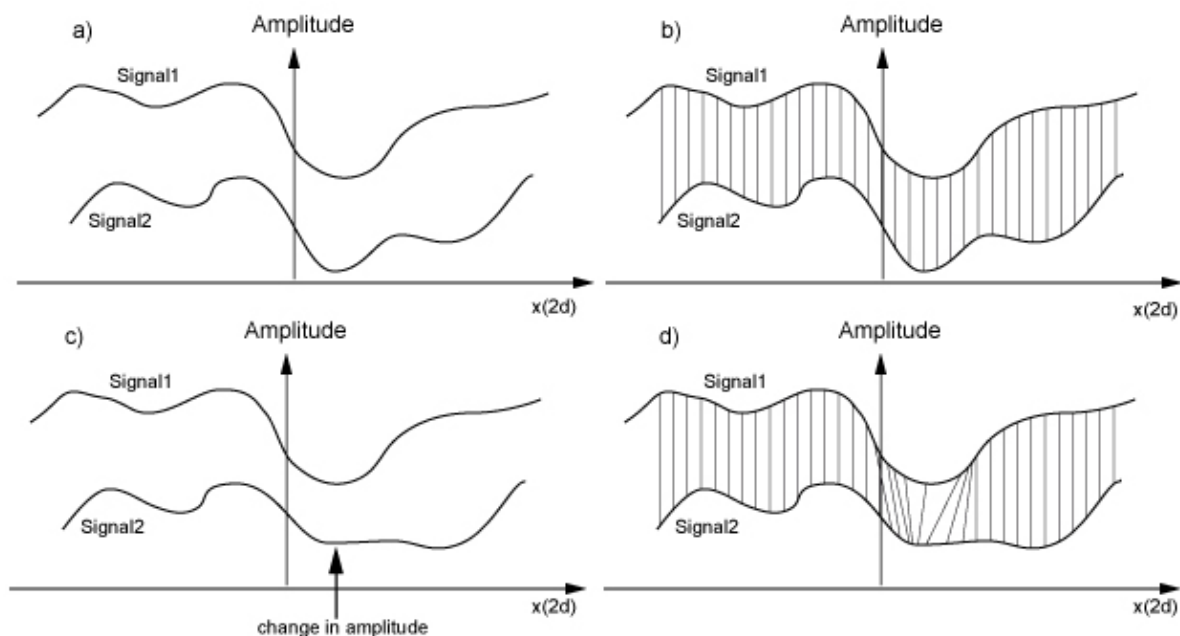 a)
Amplitude
Signal1
Signal2
x(2d)
b)
Amplitude
Signal1
Signal2
x(2d)
c)
Amplitude
Signal1
Signal2
x(2d)
change in amplitude
d)
Amplitude
Signal1
Signal2
x(2d)